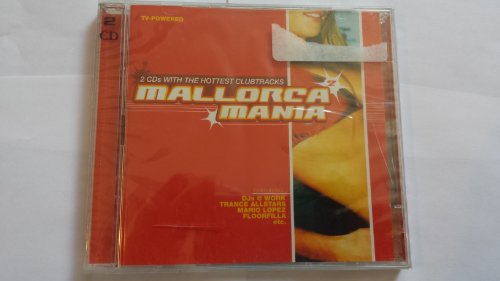 2
CD
TV-POWERED
2 CDs WITH THE HOTTEST CLUBTRACKS
MALLORCA 2
MANIA
DJs @ WORK
TRANCE ALLSTARS
MARIO LOPEZ
FLOORFILLA
etc.